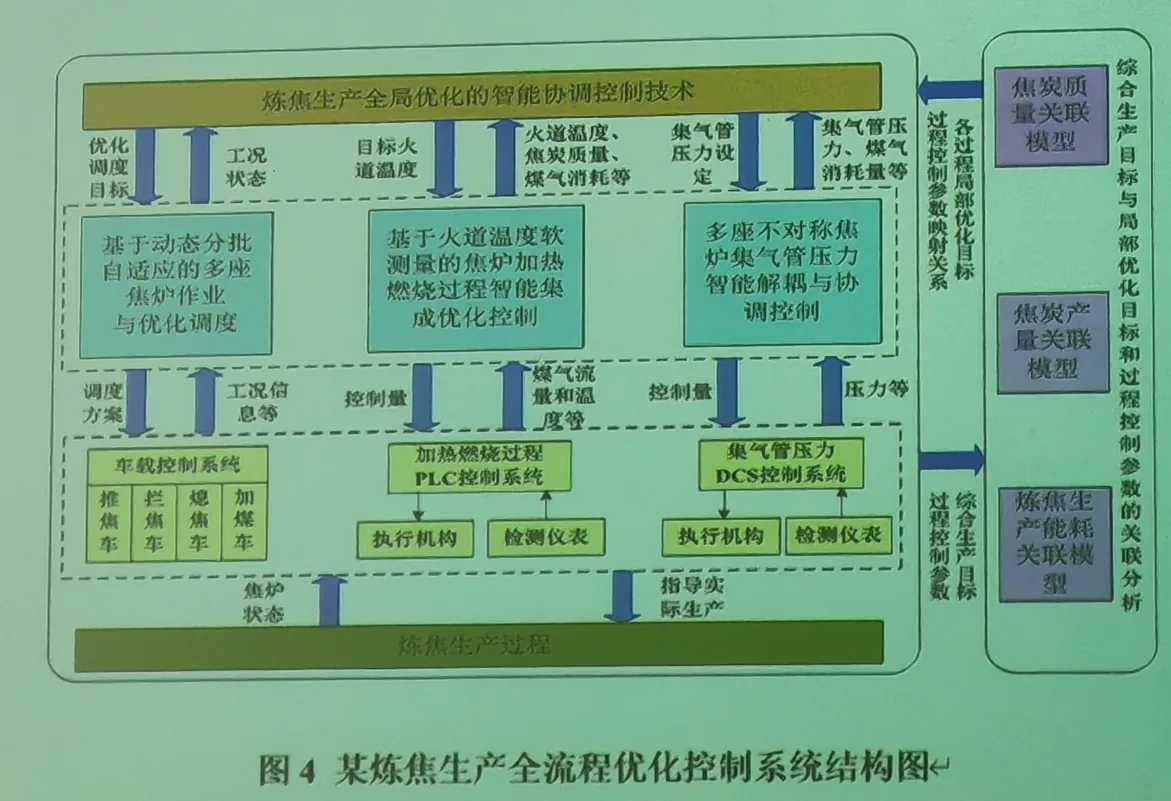 炼焦生产全局优化的智能协调控制技术
优化
调度
目标
工况
状态
目标火
道温度
火道温度、
焦炭质量、
煤气消耗等
集气管
压力设
定
集气管压
力、煤气
消耗量等
基于动态分批
自适应的多座
焦炉作业
与优化调度
基于火道温度软
测量的焦炉加热
燃烧过程智能集
成优化控制
多座不对称焦
炉集气管压力
智能解耦与协
调控制
调度
方案
工况信
息等
控制量
煤气流
量和温
度等
控制量
压力等
车载控制系统
推焦车
拦焦车
熄焦车
加煤车
加热燃烧过程
PLC控制系统
执行机构
检测仪表
集气管压力
DCS控制系统
执行机构
检测仪表
焦炉
状态
指导实
际生产
炼焦生产过程
各过程局部优化目标
过程控制参数映射关系
综合生产目标
过程控制参数
焦炭质
量关联
模型
焦炭产
量关联
模型
炼焦生
产能耗
关联模
型
综合生产目标与局部优化目标和过程控制参数的关联分析
图 4 某炼焦生产全流程优化控制系统结构图↵